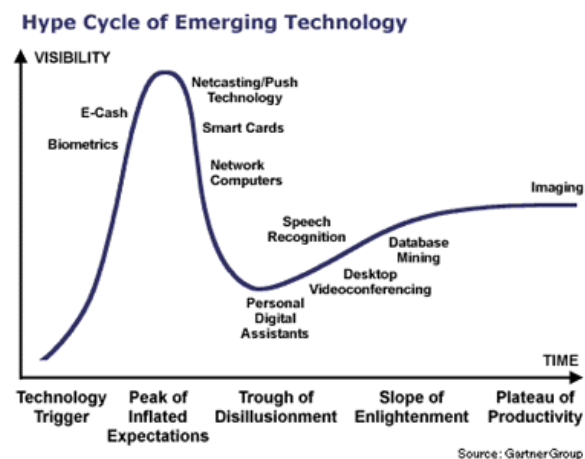 Hype Cycle of Emerging Technology
VISIBILITY
Netcasting/Push
Technology
E-Cash
Smart Cards
Biometrics
Network
Computers
Imaging
Speech
Recognition
Database
Mining
Desktop
Videoconferencing
Personal
Digital
Assistants
TIME
Technology
Trigger
Peak of
Inflated
Expectations
Trough of
Disillusionment
Slope of
Enlightenment
Plateau of
Productivity
Source: GartnerGroup